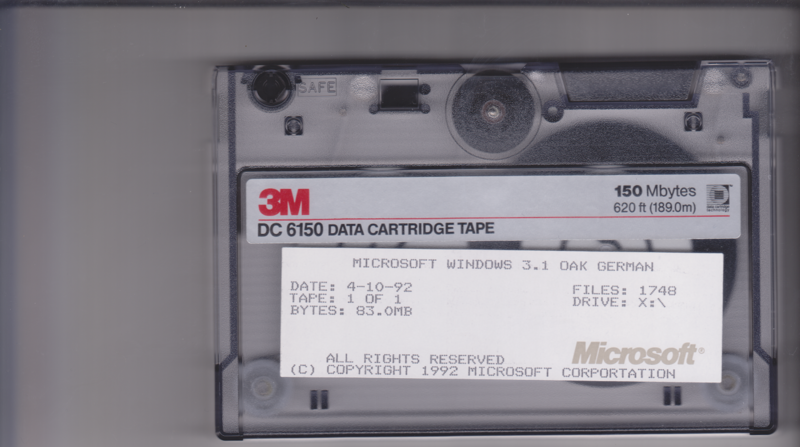 SAFE
3M
150 Mbytes
620 ft (189.0m)
DC 6150 DATA CARTRIDGE TAPE
MICROSOFT WINDOWS 3.1 OAK GERMAN
DATE: 4-10-92
FILES: 1748
TAPE: 1 OF 1
DRIVE: X:\
BYTES: 83.0MB
Microsoft®
ALL RIGHTS RESERVED
(C) COPYRIGHT 1992 MICROSOFT CORPORTATION